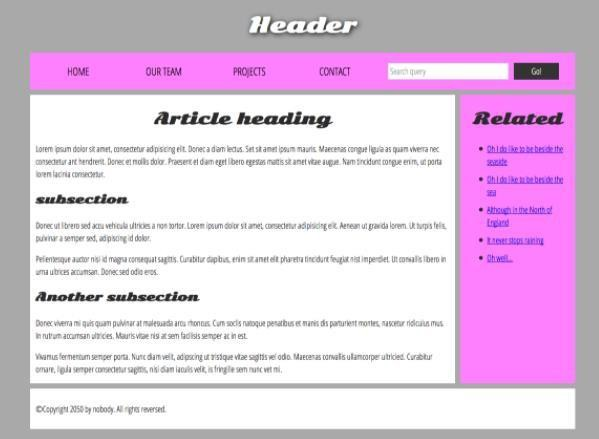 Header
HOME OUR TEAM PROJECTS CONTACT Search query Go!
Article heading
Lorem ipsum dolor sit amet, consectetur adipisicing elit. Donec a diam lectus. Set sit amet ipsum mauris. Maecenas congue ligula as quam viverra nec
consectetur ant hendrerit. Donec et mollis dolor. Praesent et diam eget libero egestas mattis sit amet vitae augue. Nam tincidunt congue enim, ut porta
lorem lacinia consectetur.
subsection
Donec ut librero sed accu vehicula ultricies a non tortor. Lorem ipsum dolor sit amet, consectetur adipisicing elit. Aenean ut gravida lorem. Ut turpis felis,
pulvinar a semper sed, adipiscing id dolor.
Pelientesque auctor nisi id magna consequat sagittis. Curabitur dapibus, enim sit amet elit pharetra tincidunt feugiat nist imperdiet. Ut convallis libero in
urna ultrices accumsan. Donec sed odio eros.
Another subsection
Donec viverra mi quis quam pulvinar at malesuada arcu rhoncus. Cum soclis natoque penatibus et manis dis parturient montes, nascetur ridiculus mus.
In rutrum accumsan ultricies. Mauris vitae nisi at sem facilisis semper ac in est.
Vivamus fermentum semper porta. Nunc diam velit, adipscing ut tristique vitae sagittis vel odio. Maecenas convallis ullamcorper ultricied. Curabitur
ornare, ligula semper consectetur sagittis, nisi diam iaculis velit, is fringille sem nunc vet mi.
Related
Oh I do like to be beside the
seaside
Oh I do like to be beside the
sea
Although in the North of
England
It never stops raining
Oh well...
©Copyright 2050 by nobody. All rights reversed.